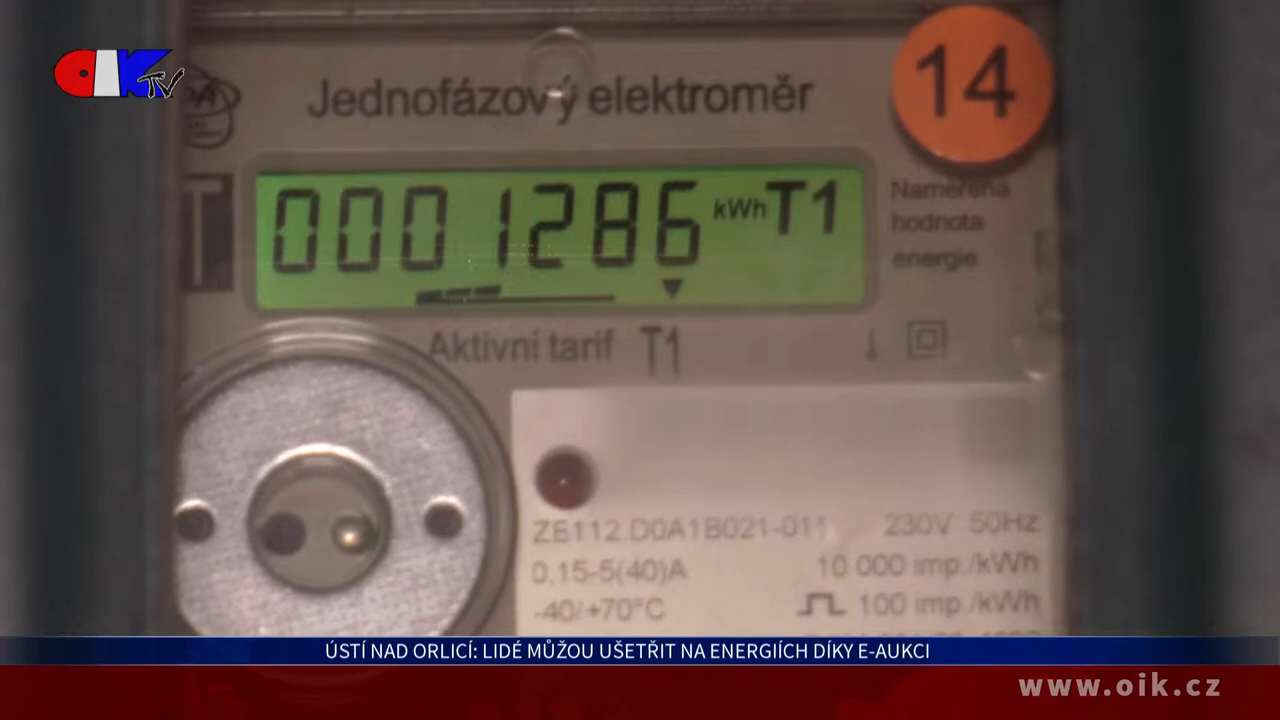 OIK TV
Jednofázový elektroměr
14
0001286 kWh T1
Naměřená
hodnota
energie
T
Aktivní tarif T1
ZE112.D0A1B021-011 230V 50Hz
0,15-5(40)A 10 000 imp./kWh
-40/+70°C 100 imp./kWh
ÚSTÍ NAD ORLICÍ: LIDÉ MŮŽOU UŠETŘIT NA ENERGIÍCH DÍKY E-AUKCI
www.oik.cz